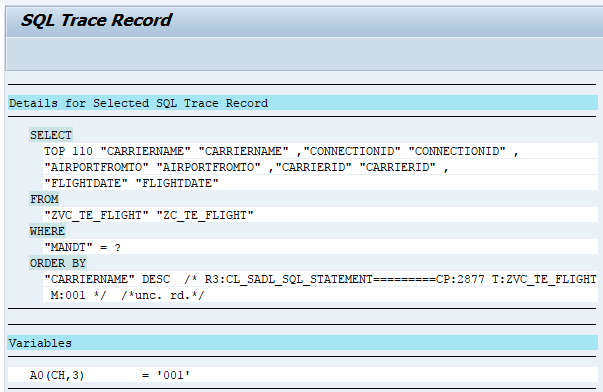 SQL Trace Record
Details for Selected SQL Trace Record
SELECT
TOP 110 "CARRIERNAME" "CARRIERNAME" ,"CONNECTIONID" "CONNECTIONID" ,
"AIRPORTFROMTO" "AIRPORTFROMTO" ,"CARRIERID" "CARRIERID" ,
"FLIGHTDATE" "FLIGHTDATE"
FROM
"ZVC_TE_FLIGHT" "ZC_TE_FLIGHT"
WHERE
"MANDT" = ?
ORDER BY
"CARRIERNAME" DESC /* R3:CL_SADL_SQL_STATEMENT=========CP:2877 T:ZVC_TE_FLIGHT
M:001 */ /*unc. rd.*/
Variables
A0(CH,3) = '001'